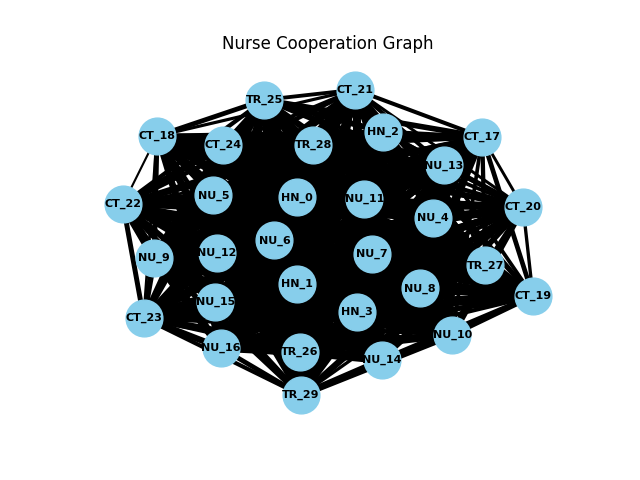 Nurse Cooperation Graph
CT_21
TR_25
HN_2
CT_18
CT_17
CT_24
TR_28
NU_13
NU_5
HN_0
NU_11
CT_22
CT_20
NU_4
NU_6
NU_12
NU_7
NU_9
TR_27
HN_1
NU_8
CT_19
NU_15
HN_3
CT_23
NU_10
NU_16
TR_26
NU_14
TR_29